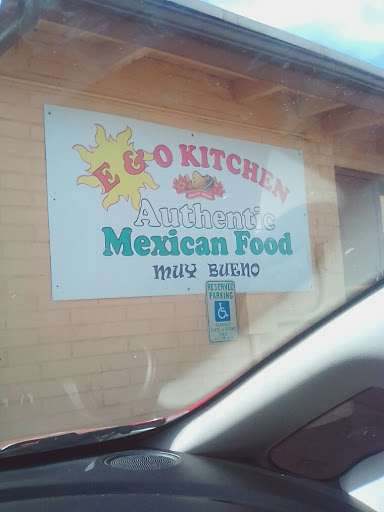 E & O KITCHEN
Authentic
Mexican Food
MUY BUENO
RESERVED
PARKING